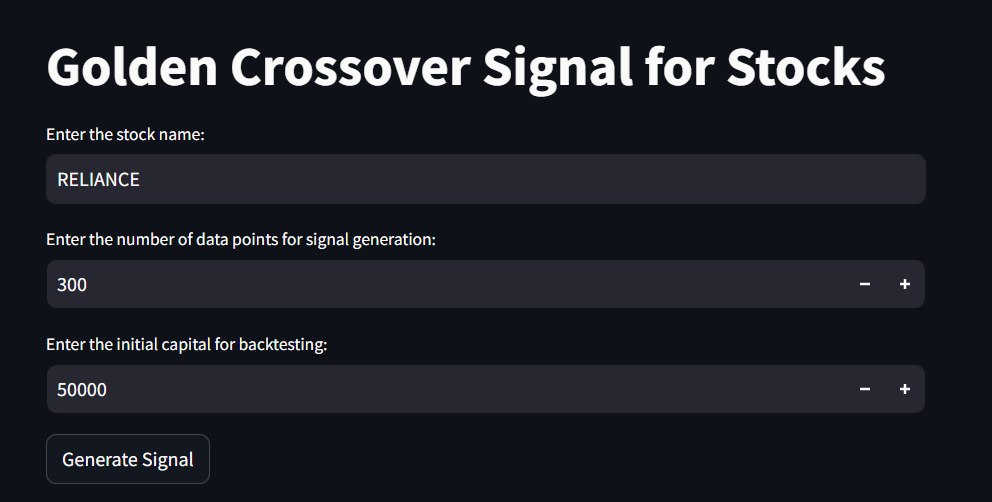 Golden Crossover Signal for Stocks
Enter the stock name:
RELIANCE
Enter the number of data points for signal generation:
300
Enter the initial capital for backtesting:
50000
Generate Signal